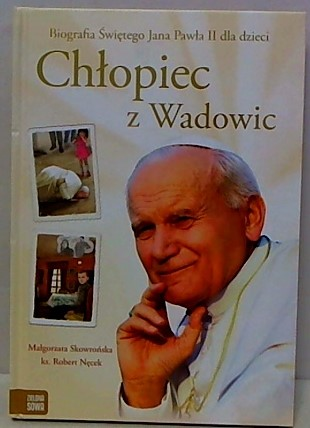 Biografia Świętego Jana Pawła II dla dzieci
Chłopiec
z Wadowic
Małgorzata Skowrońska
ks. Robert Nęcek
ZIELONA
SOWA